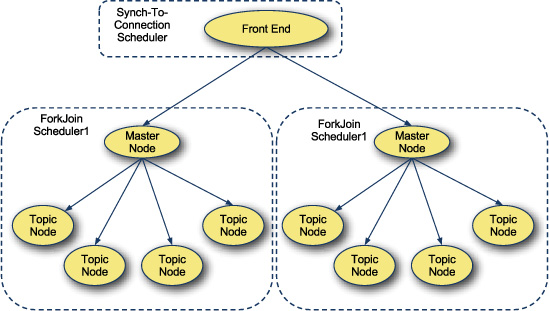 Synch-To-
Connection
Scheduler
Front End
ForkJoin
Scheduler1
Master
Node
Topic
Node
Topic
Node
Topic
Node
Topic
Node
ForkJoin
Scheduler1
Master
Node
Topic
Node
Topic
Node
Topic
Node
Topic
Node